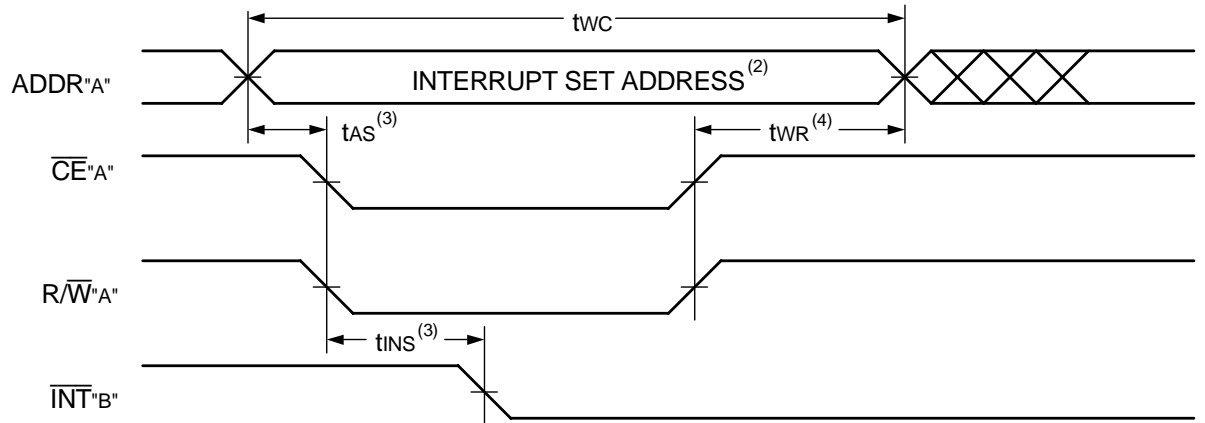 tWC
ADDR"A" INTERRUPT SET ADDRESS(2)
tAS(3) tWR(4)
CE"A"
R/W"A"
tINS(3)
INT"B"